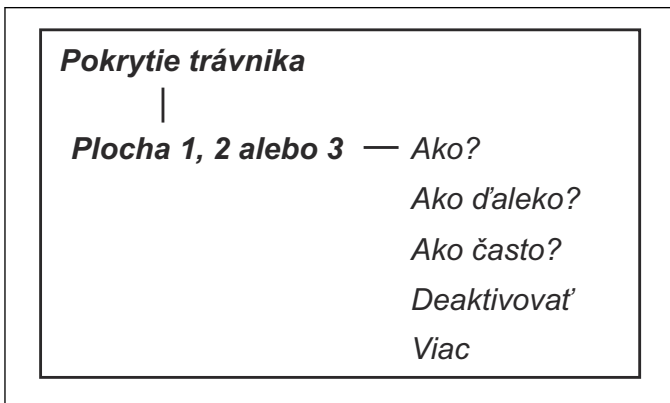 Pokrytie trávnika
Plocha 1, 2 alebo 3 — Ako?
Ako ďaleko?
Ako často?
Deaktivovať
Viac